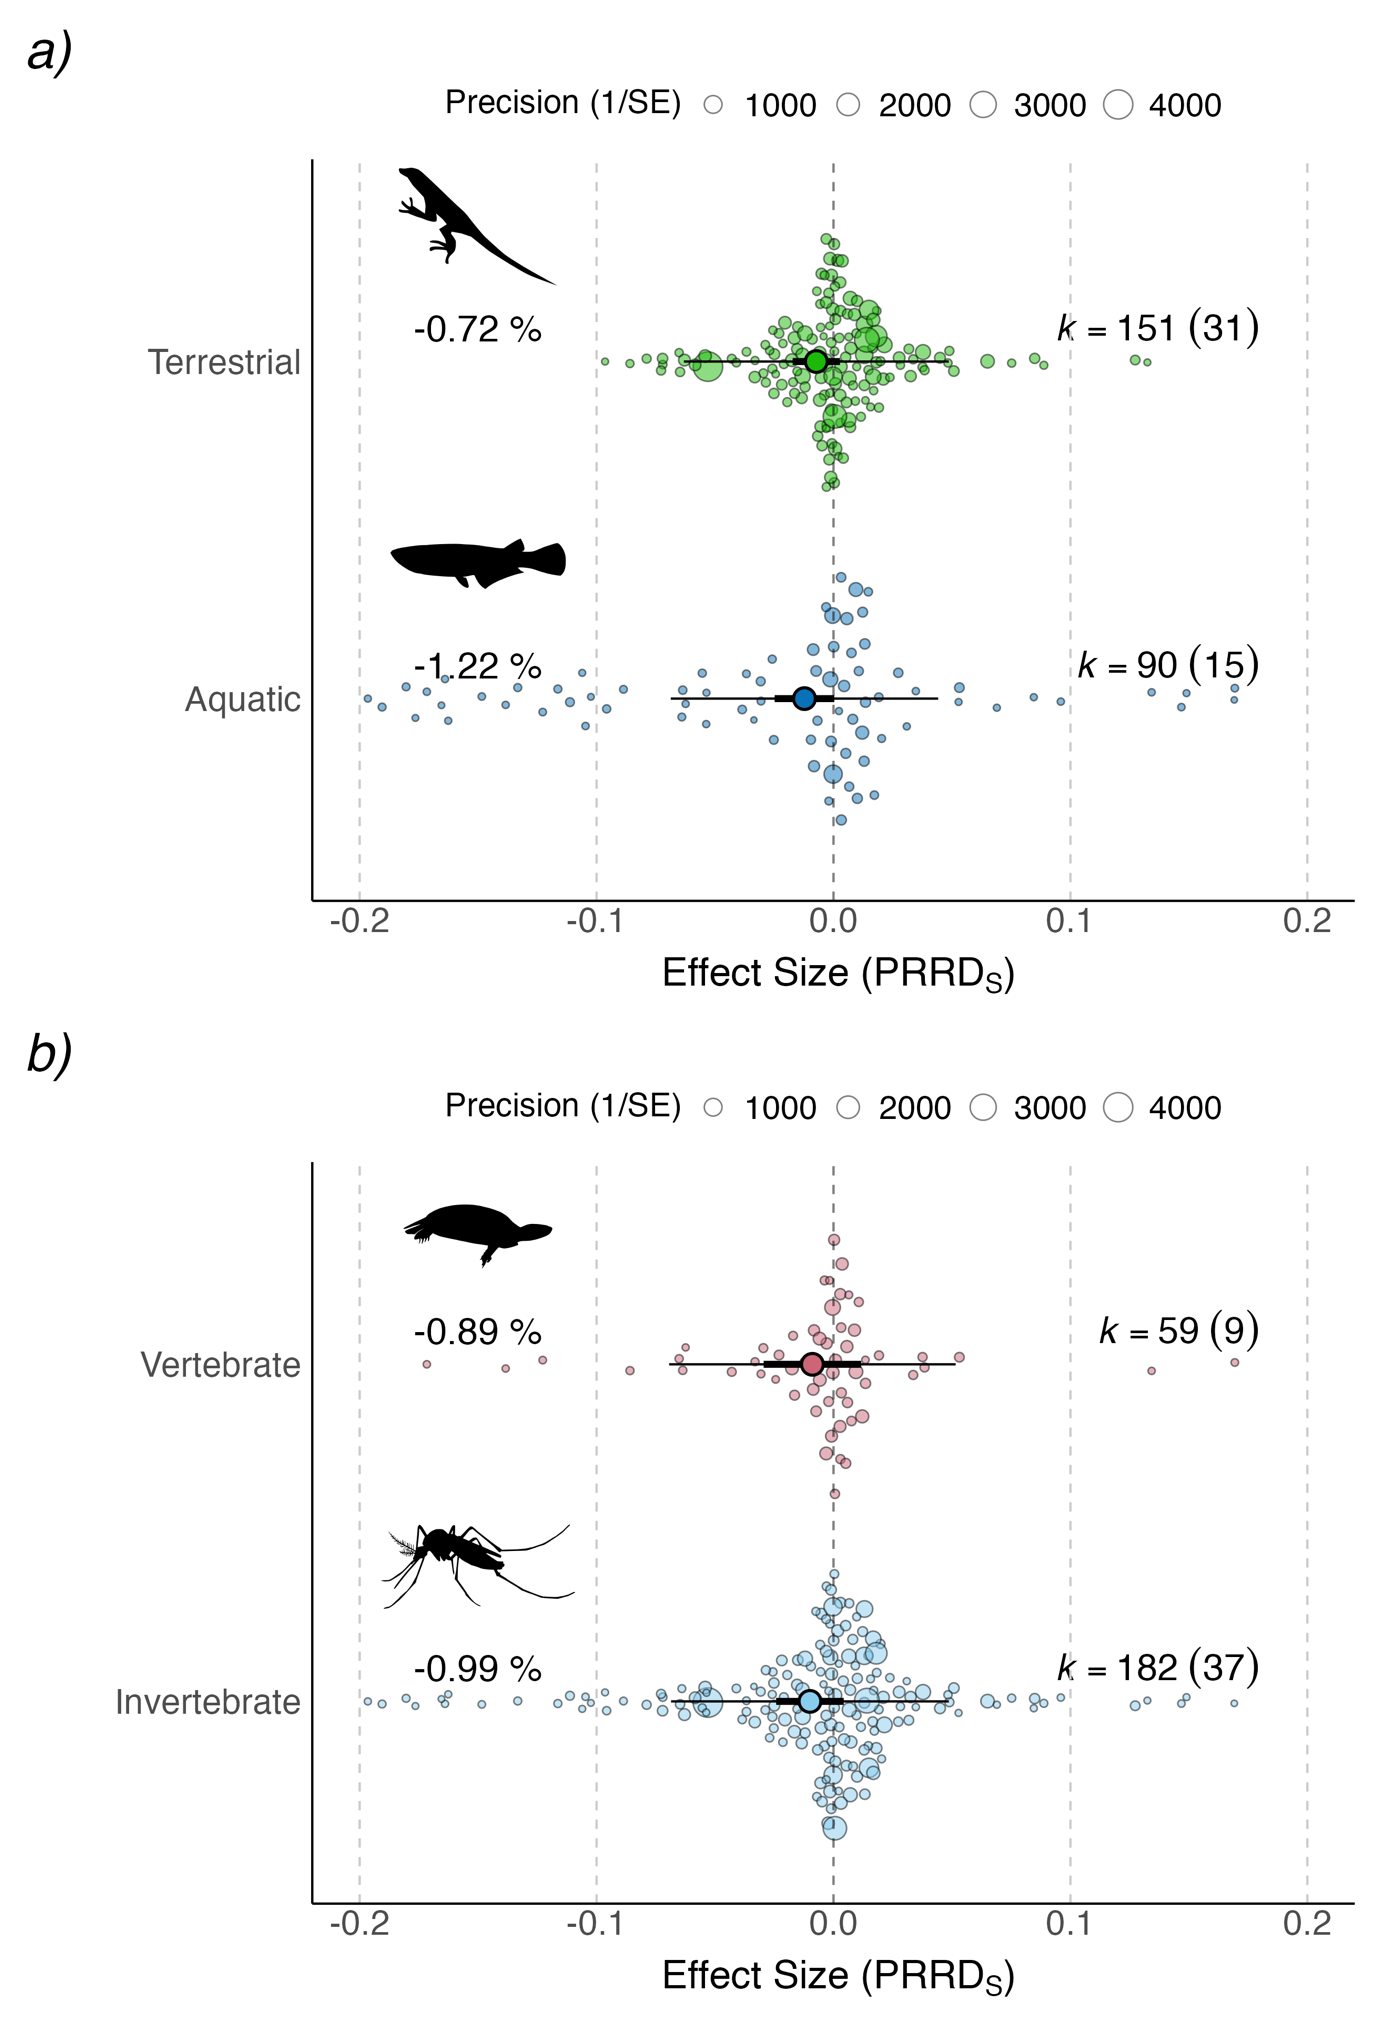 a)
Precision (1/SE) 1000 2000 3000 4000
-0.72 % k = 151 (31)
Terrestrial
-1.22 % k = 90 (15)
Aquatic
-0.2 -0.1 0.0 0.1 0.2
Effect Size (PRRDS)
b)
Precision (1/SE) 1000 2000 3000 4000
-0.89 % k = 59 (9)
Vertebrate
-0.99 % k = 182 (37)
Invertebrate
-0.2 -0.1 0.0 0.1 0.2
Effect Size (PRRDS)